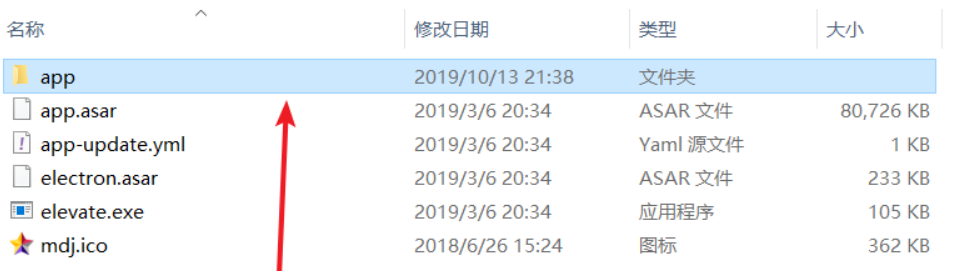 名称 修改日期 类型 大小
app 2019/10/13 21:38 文件夹
app.asar 2019/3/6 20:34 ASAR 文件 80,726 KB
app-update.yml 2019/3/6 20:34 Yaml 源文件 1 KB
electron.asar 2019/3/6 20:34 ASAR 文件 233 KB
elevate.exe 2019/3/6 20:34 应用程序 105 KB
mdj.ico 2018/6/26 15:24 图标 362 KB